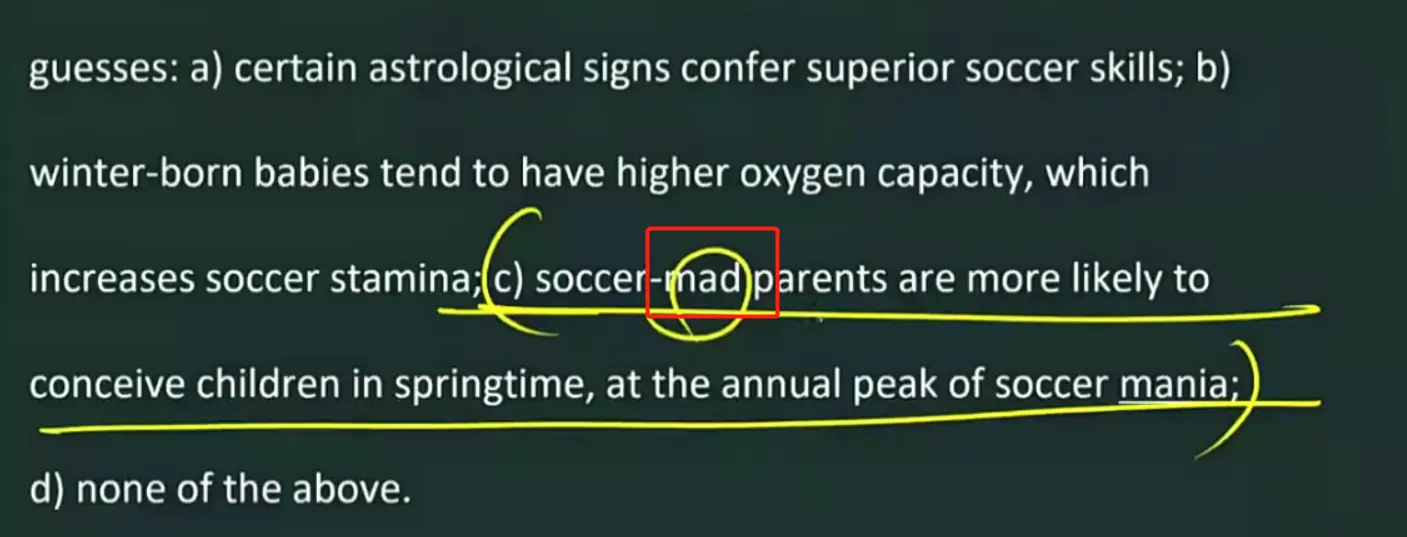 guesses: a) certain astrological signs confer superior soccer skills; b)
winter-born babies tend to have higher oxygen capacity, which
increases soccer stamina; c) soccer-mad parents are more likely to
conceive children in springtime, at the annual peak of soccer mania;
d) none of the above.